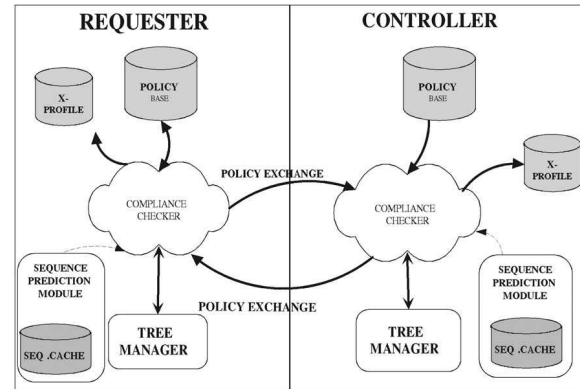 REQUESTER
CONTROLLER
POLICY
BASE
X-
PROFILE
POLICY
BASE
X-
PROFILE
POLICY EXCHANGE
COMPLIANCE
CHECKER
COMPLIANCE
CHECKER
SEQUENCE
PREDICTION
MODULE
SEQ .CACHE
POLICY EXCHANGE
TREE
MANAGER
TREE
MANAGER
SEQUENCE
PREDICTION
MODULE
SEQ .CACHE